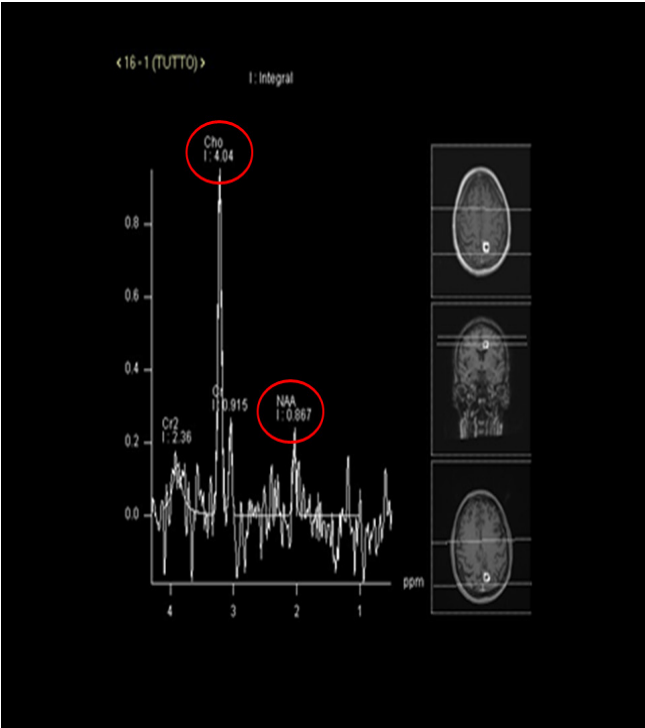 <16-1 (TUTTO)>
I : Integral
Cho
I : 4.04
0.8
0.6
0.4
0.2
0.0
Cr2
I : 2.36
Cr
I : 0.915
NAA
I : 0.867
ppm
4
3
2
1